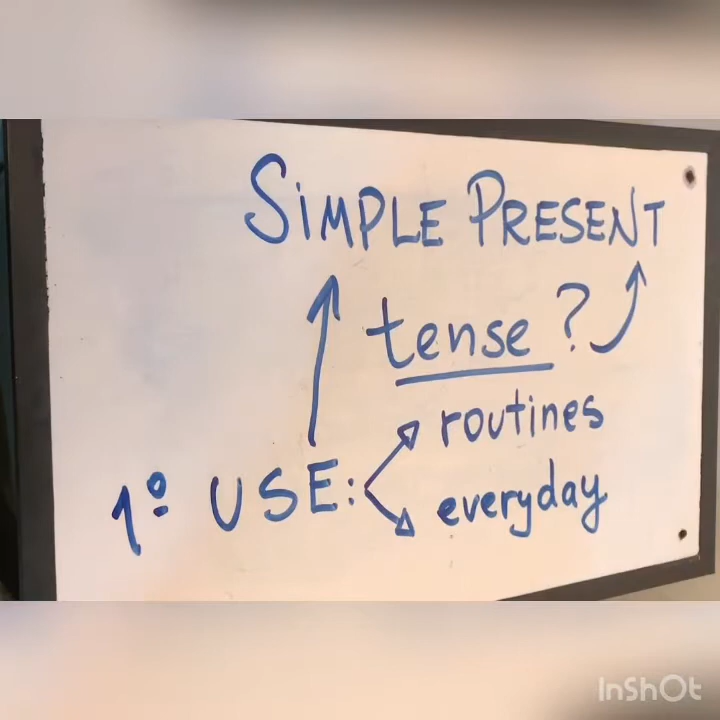 SiMPLE PRESENT
tense ?
routines
1º USE:
everyday
InShOt